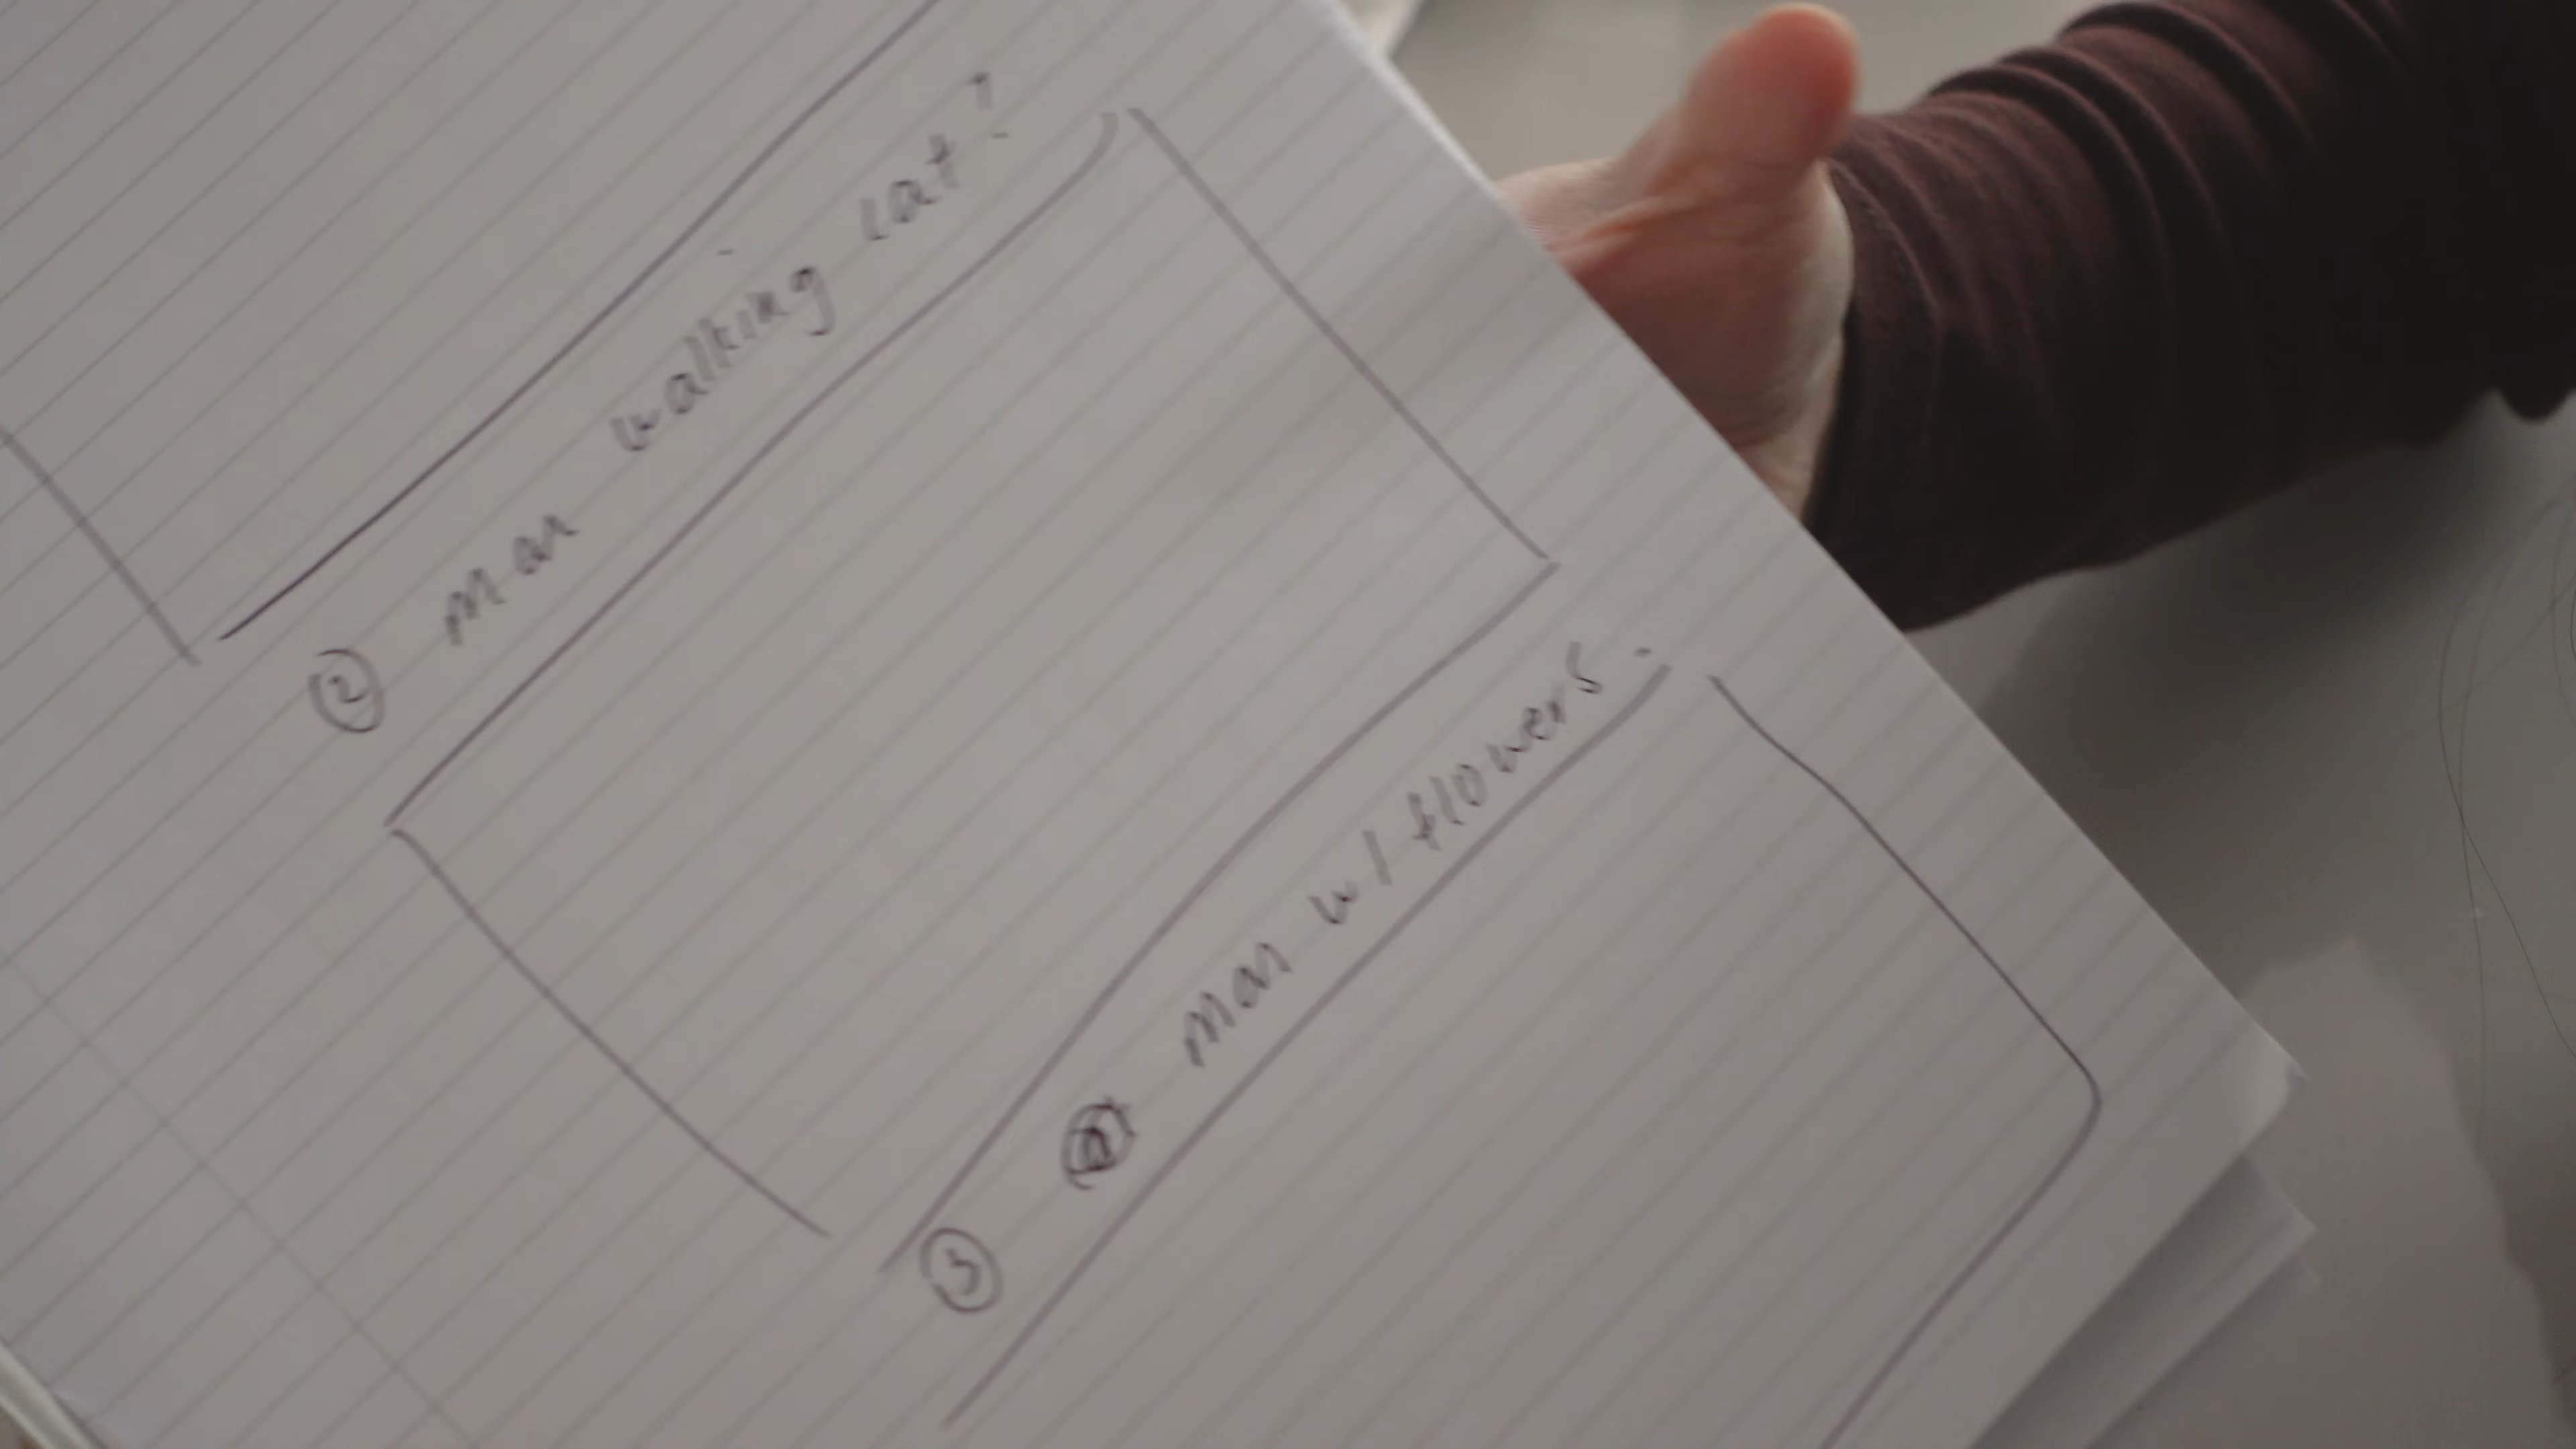 ② man walking cat?
③ man w/ flowers.